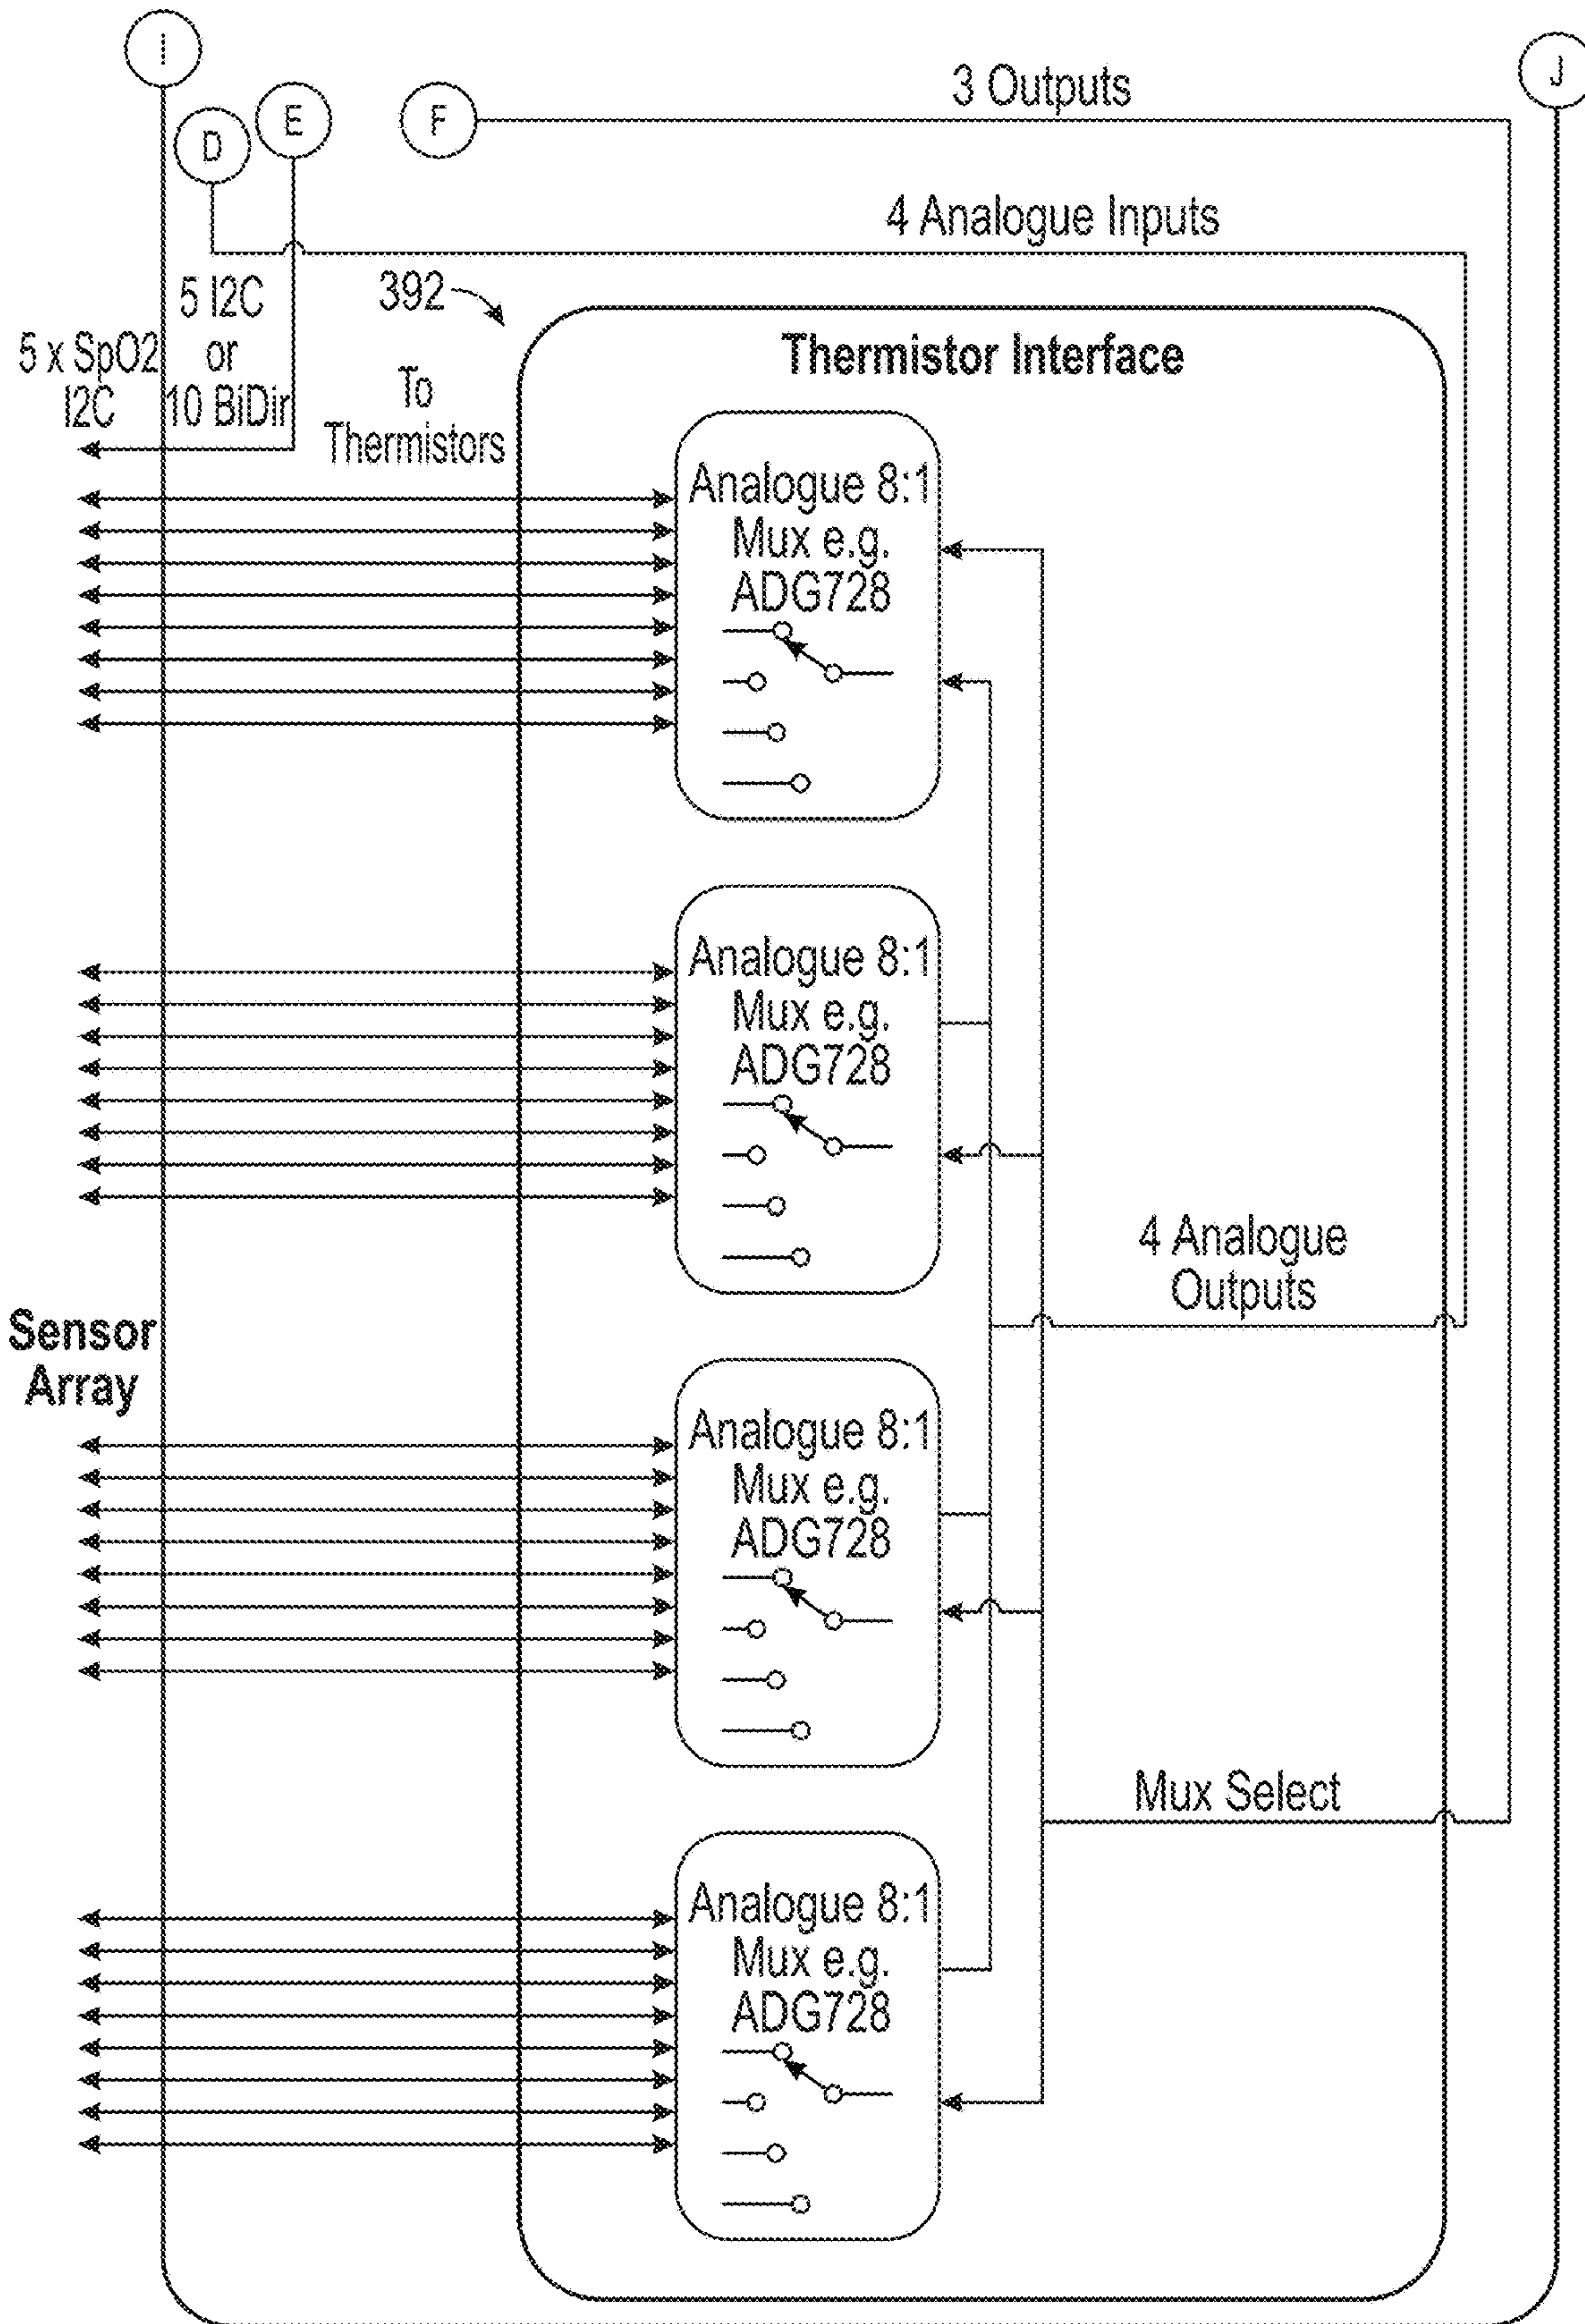 I
J
D
E
F
3 Outputs
4 Analogue Inputs
5 x SpO2
I2C
5 I2C
or
10 BiDir
392
To
Thermistors
Thermistor Interface
Analogue 8:1
Mux e.g.
ADG728
Analogue 8:1
Mux e.g.
ADG728
4 Analogue
Outputs
Sensor
Array
Analogue 8:1
Mux e.g.
ADG728
Mux Select
Analogue 8:1
Mux e.g.
ADG728